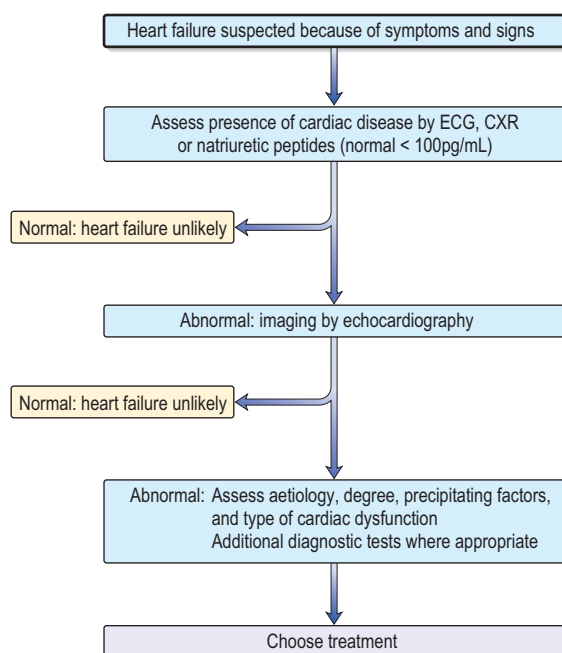 Heart failure suspected because of symptoms and signs
Assess presence of cardiac disease by ECG, CXR
or natriuretic peptides (normal < 100pg/mL)
Normal: heart failure unlikely
Abnormal: imaging by echocardiography
Normal: heart failure unlikely
Abnormal: Assess aetiology, degree, precipitating factors,
and type of cardiac dysfunction
Additional diagnostic tests where appropriate
Choose treatment